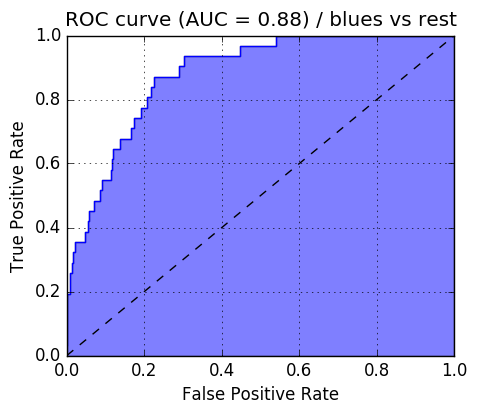 ROC curve (AUC = 0.88) / blues vs rest
True Positive Rate
1.0
0.8
0.6
0.4
0.2
0.0
0.0 0.2 0.4 0.6 0.8 1.0
False Positive Rate